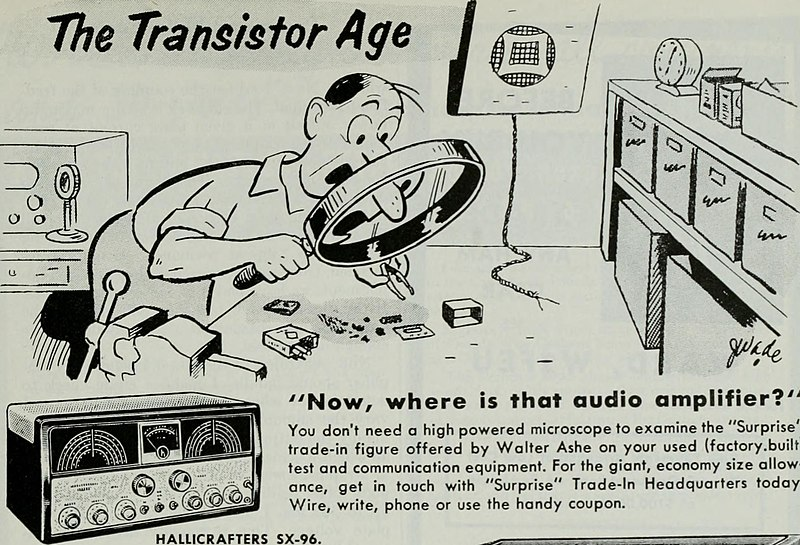 The Transistor Age
Wade
"Now, where is that audio amplifier?"
You don't need a high powered microscope to examine the "Surprise"
trade-in figure offered by Walter Ashe on your used (factory.built
test and communication equipment. For the giant, economy size allow-
ance, get in touch with "Surprise" Trade-In Headquarters today
Wire, write, phone or use the handy coupon.
HALLICRAFTERS SX-96.